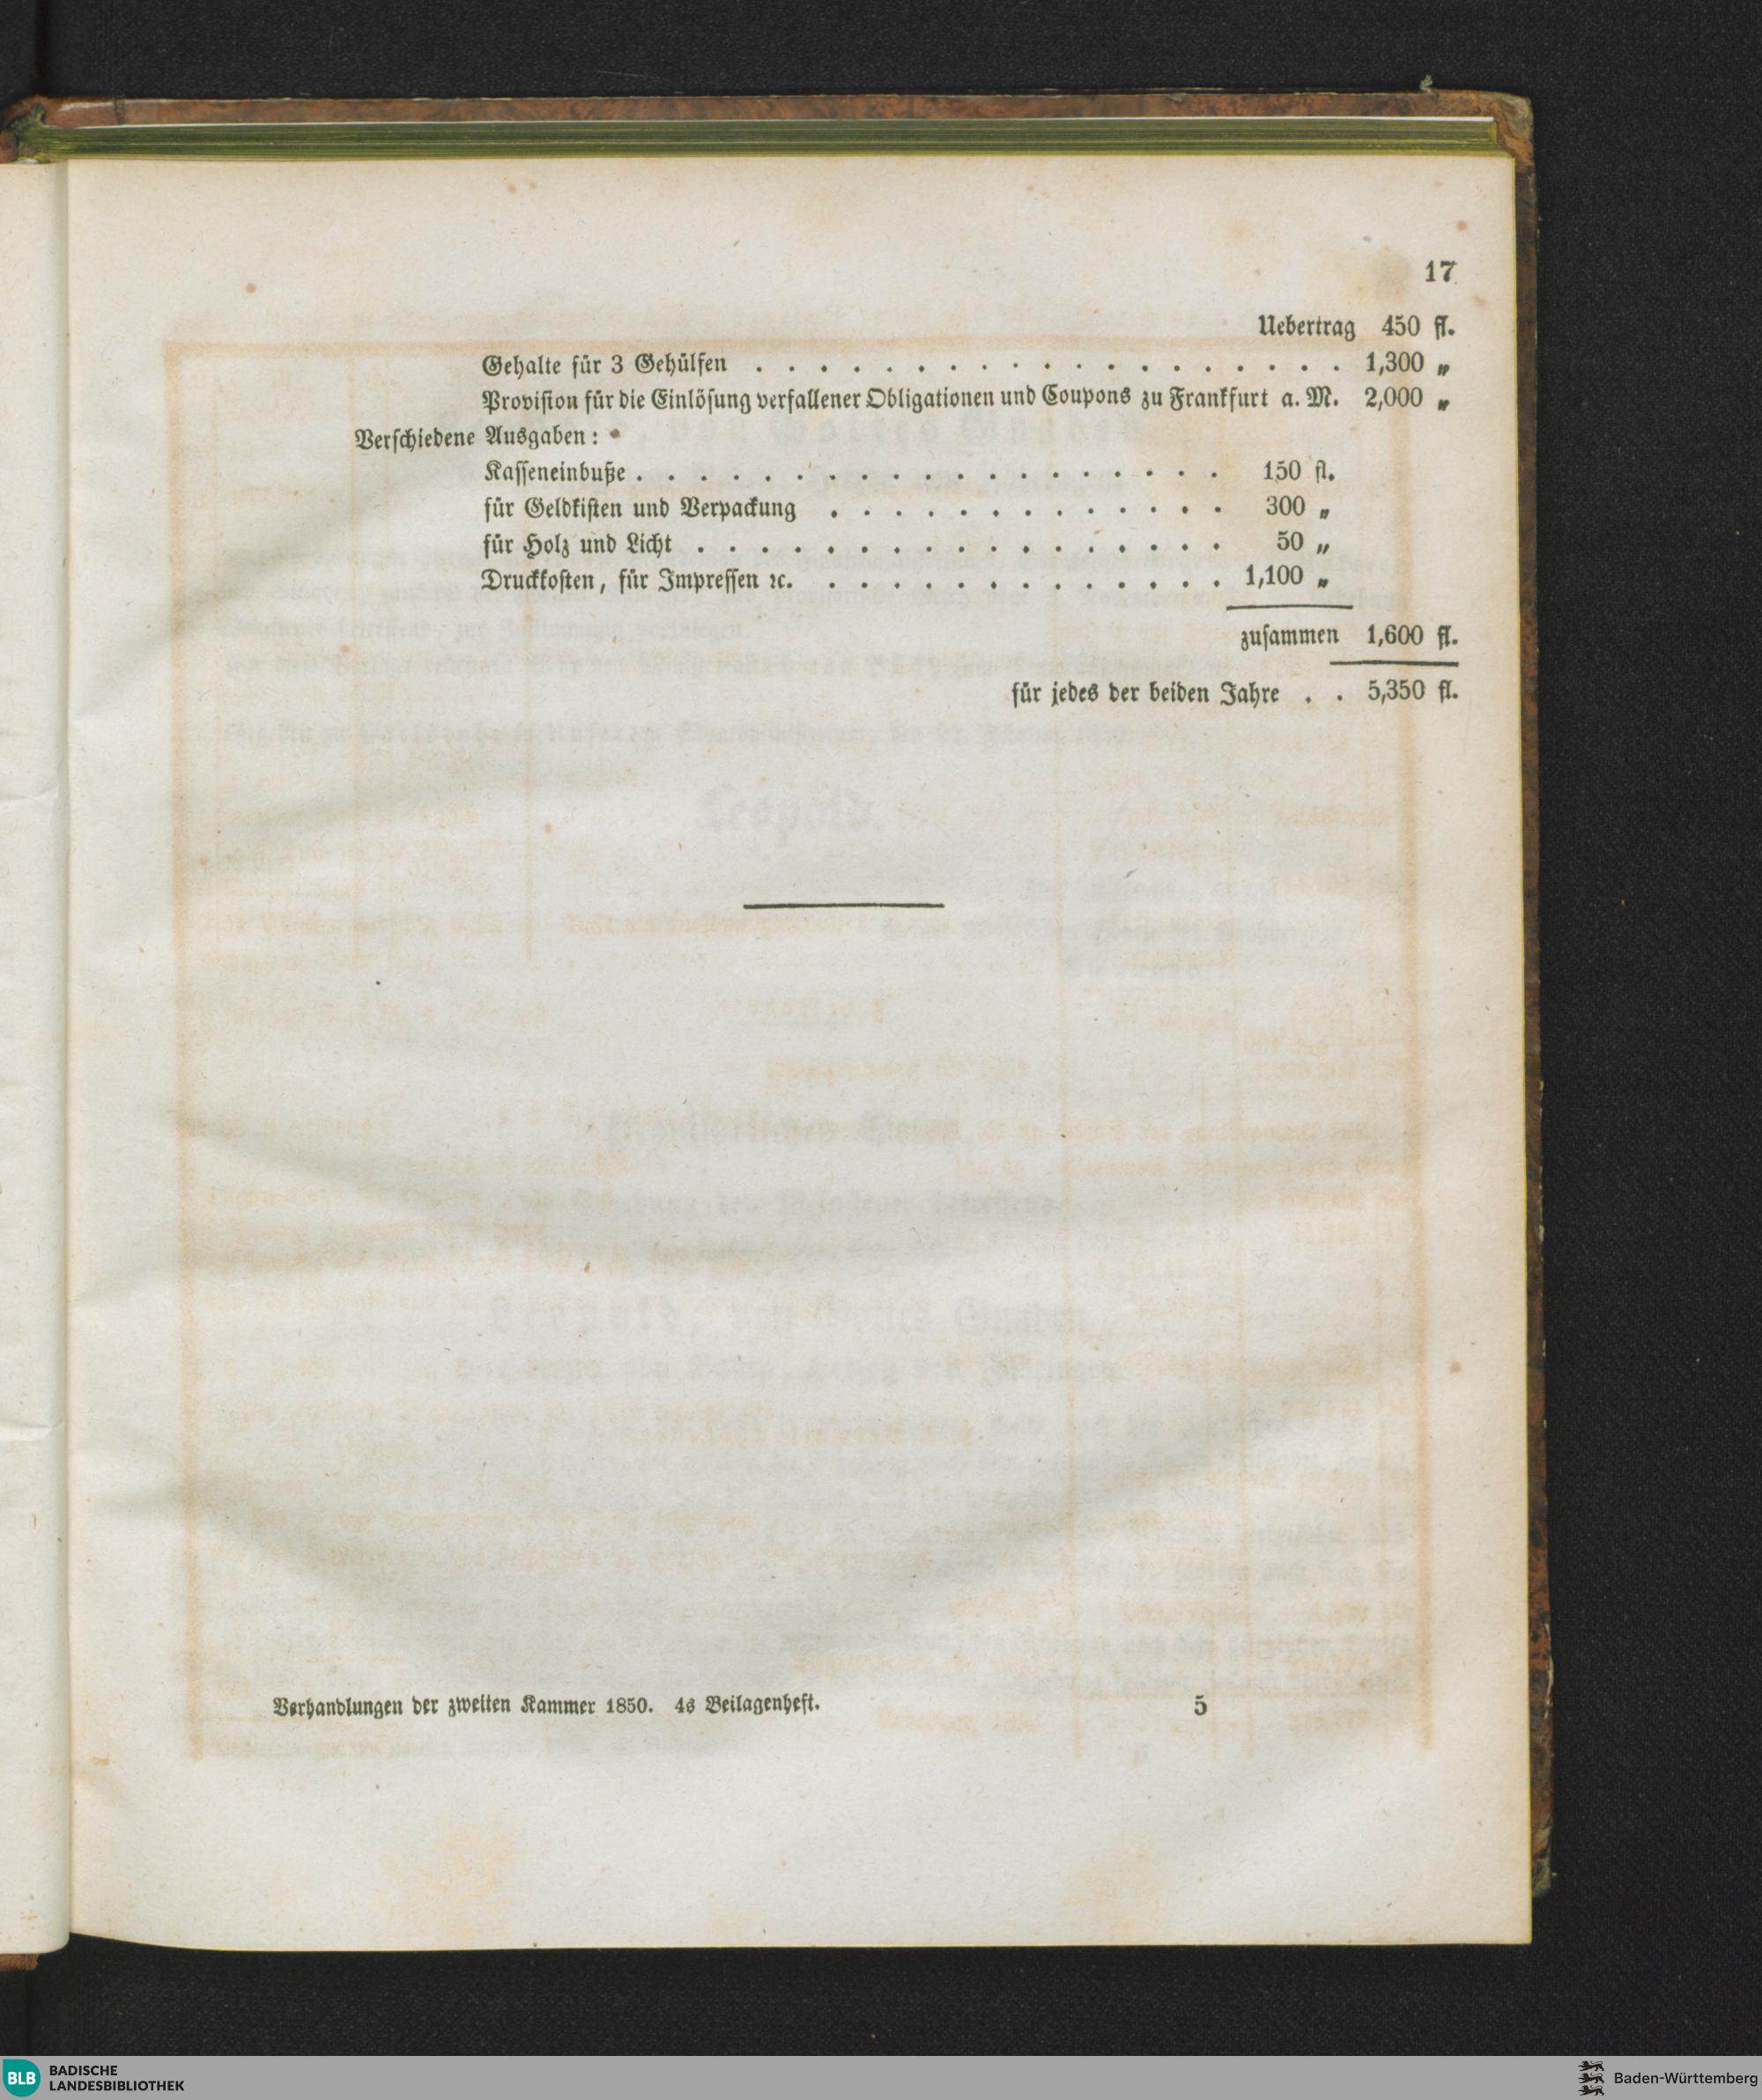 17
Uebertrag 450 fl.
Gehalte für 3 Gehülfen . . . . . . . . . . . . . . . . . . . 1,300 „
Provision für die Einlösung verfallener Obligationen und Coupons zu Frankfurt a. M. 2,000 „
Verschiedene Ausgaben:
Kasseneinbuße . . . . . . . . . . . . . . . . . . . 150 fl.
für Geldkisten und Verpackung . . . . . . . . . . . . . 300 „
für Holz und Licht . . . . . . . . . . . . . . . . . 50 „
Druckkosten, für Impressen ꝛc. . . . . . . . . . . . . . 1,100 „
zusammen 1,600 fl.
für jedes der beiden Jahre . . 5,350 fl.
Verhandlungen der zweiten Kammer 1850. 4s Beilagenheft. 5
BLB BADISCHE
LANDESBIBLIOTHEK
Baden-Württemberg